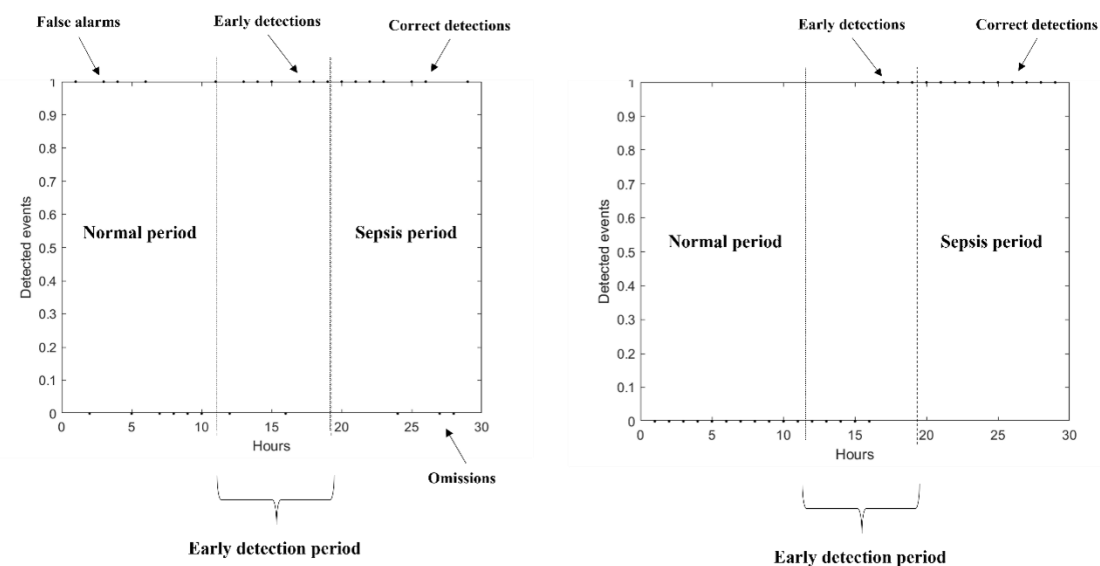 False alarms
Early detections
Correct detections
1
0.9
0.8
0.7
0.6
0.5
0.4
0.3
0.2
0.1
0
Detected events
Normal period
Sepsis period
0 5 10 15 20 25 30
Hours
Omissions
Early detection period
Early detections
Correct detections
1
0.9
0.8
0.7
0.6
0.5
0.4
0.3
0.2
0.1
0
Detected events
Normal period
Sepsis period
0 5 10 15 20 25 30
Hours
Early detection period